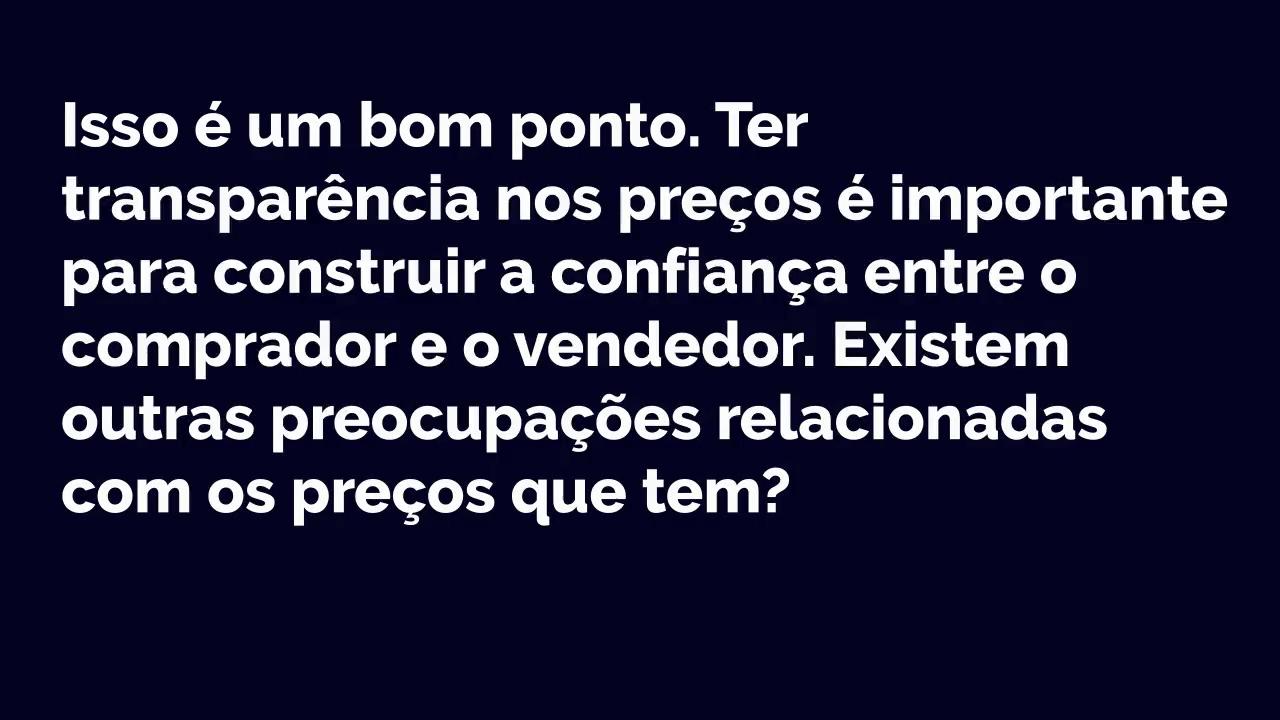 Isso é um bom ponto. Ter
transparência nos preços é importante
para construir a confiança entre o
comprador e o vendedor. Existem
outras preocupações relacionadas
com os preços que tem?